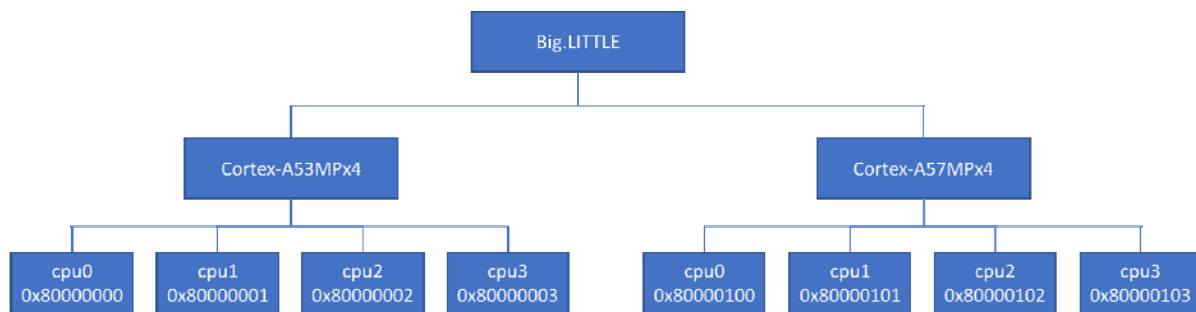 Big.LITTLE
Cortex-A53MPx4
Cortex-A57MPx4
cpu0
0x80000000
cpu1
0x80000001
cpu2
0x80000002
cpu3
0x80000003
cpu0
0x80000100
cpu1
0x80000101
cpu2
0x80000102
cpu3
0x80000103